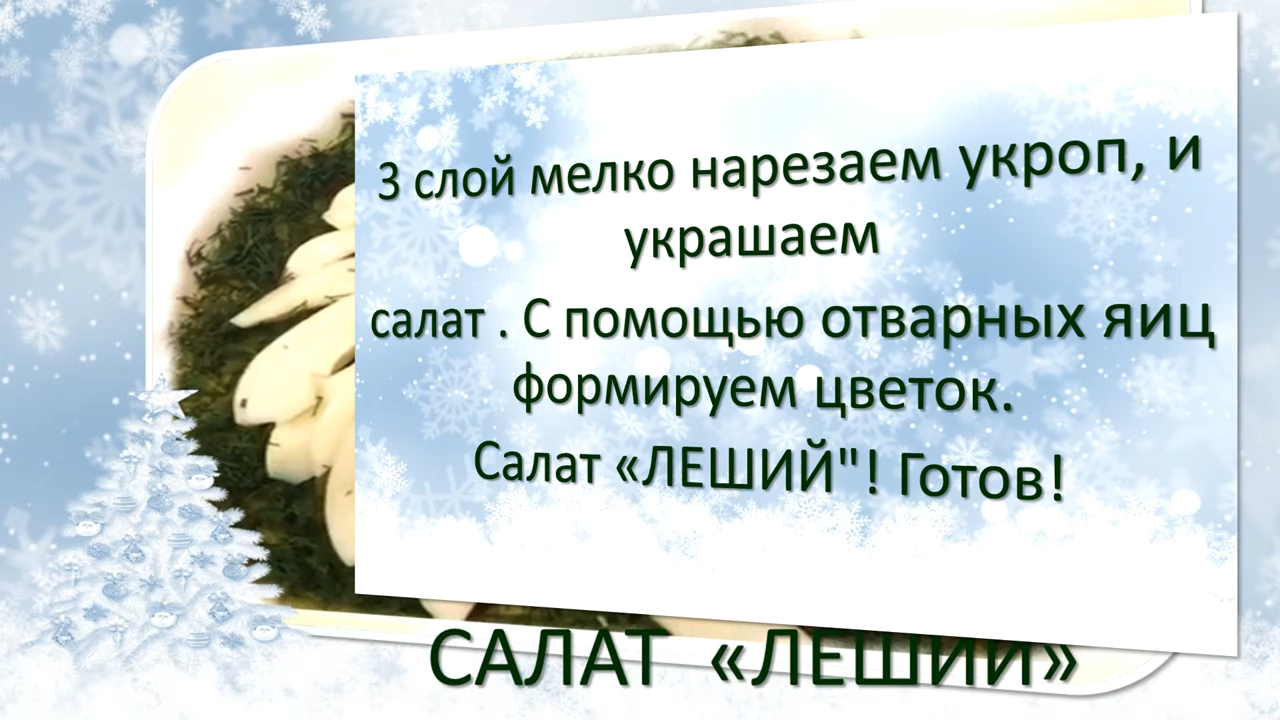 3 слой мелко нарезаем укроп, и
украшаем
салат . С помощью отварных яиц
формируем цветок.
Салат «ЛЕШИЙ"! Готов!
САЛАТ «ЛЕШИЙ»